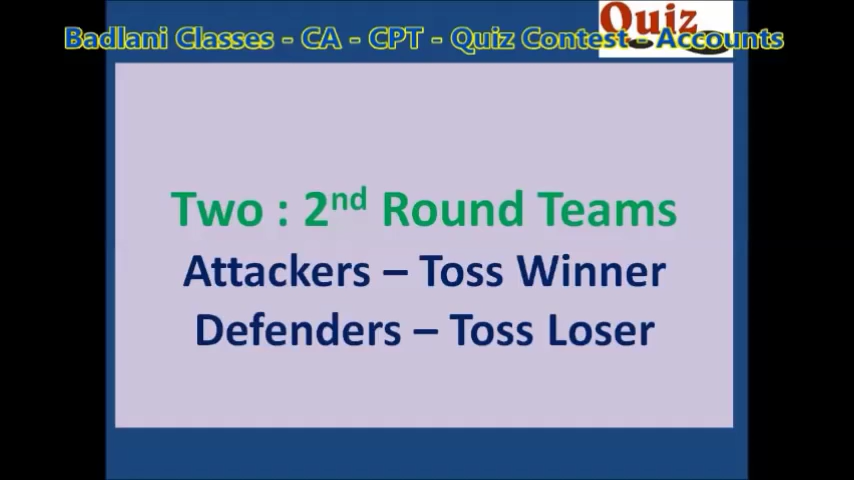 Quiz
Badlani Classes - CA - CPT - Quiz Contest - Accounts
Two : 2nd Round Teams
Attackers – Toss Winner
Defenders – Toss Loser